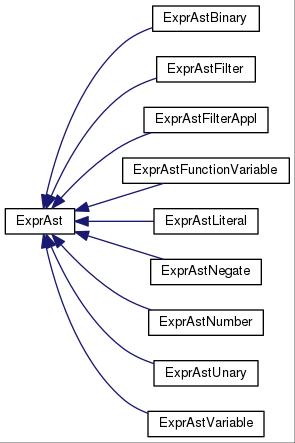 ExprAstBinary
ExprAstFilter
ExprAstFilterAppl
ExprAstFunctionVariable
ExprAst
ExprAstLiteral
ExprAstNegate
ExprAstNumber
ExprAstUnary
ExprAstVariable